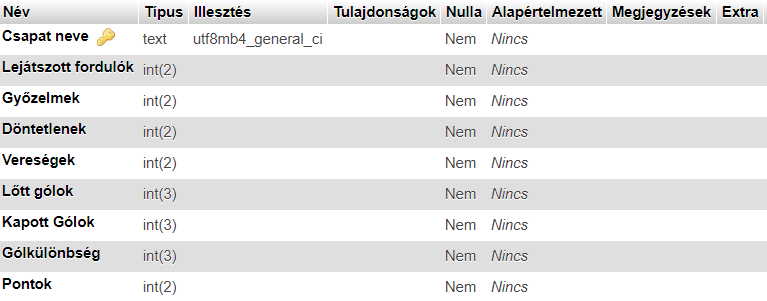 Név Típus Illesztés Tulajdonságok Nulla Alapértelmezett Megjegyzések Extra
Csapat neve text utf8mb4_general_ci Nem Nincs
Lejátszott fordulók int(2) Nem Nincs
Győzelmek int(2) Nem Nincs
Döntetlenek int(2) Nem Nincs
Vereségek int(2) Nem Nincs
Lőtt gólok int(3) Nem Nincs
Kapott Gólok int(3) Nem Nincs
Gólkülönbség int(3) Nem Nincs
Pontok int(2) Nem Nincs